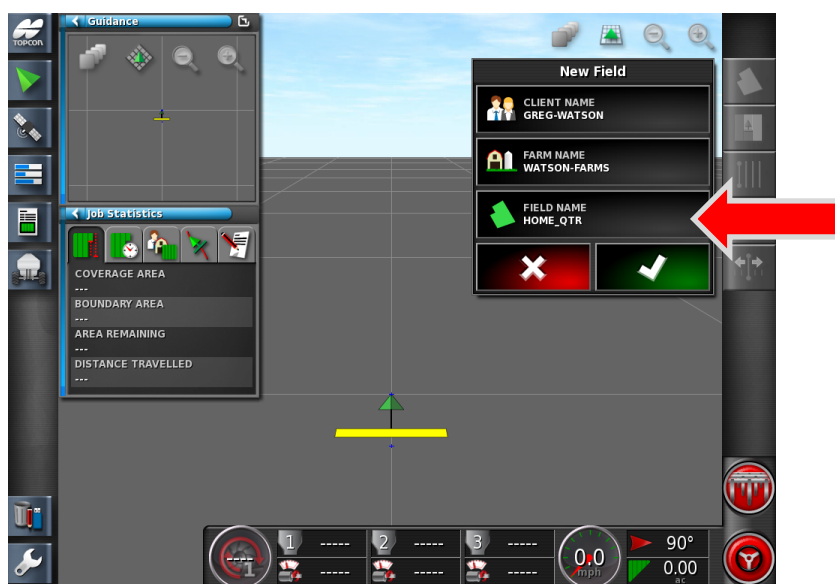 TOPCON
Guidance
New Field
CLIENT NAME
GREG-WATSON
FARM NAME
WATSON-FARMS
FIELD NAME
HOME_QTR
Job Statistics
COVERAGE AREA
---
BOUNDARY AREA
---
AREA REMAINING
---
DISTANCE TRAVELLED
---
1 -----
2 -----
3 -----
-----
-----
-----
---
1
0.0
mph
90°
0.00
ac